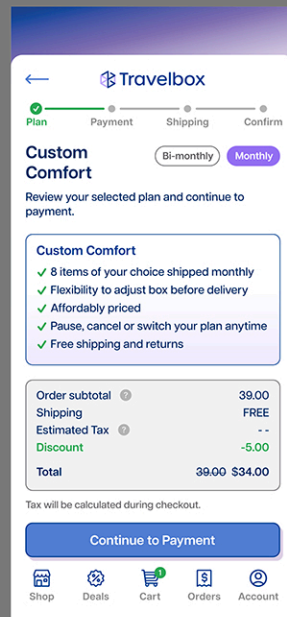 Travelbox
Plan Payment Shipping Confirm
Custom
Comfort
Bi-monthly Monthly
Review your selected plan and continue to
payment.
Custom Comfort
8 items of your choice shipped monthly
Flexibility to adjust box before delivery
Affordably priced
Pause, cancel or switch your plan anytime
Free shipping and returns
Order subtotal ? 39.00
Shipping FREE
Estimated Tax ? - -
Discount -5.00
Total 39.00 $34.00
Tax will be calculated during checkout.
Continue to Payment
1
Shop Deals Cart Orders Account